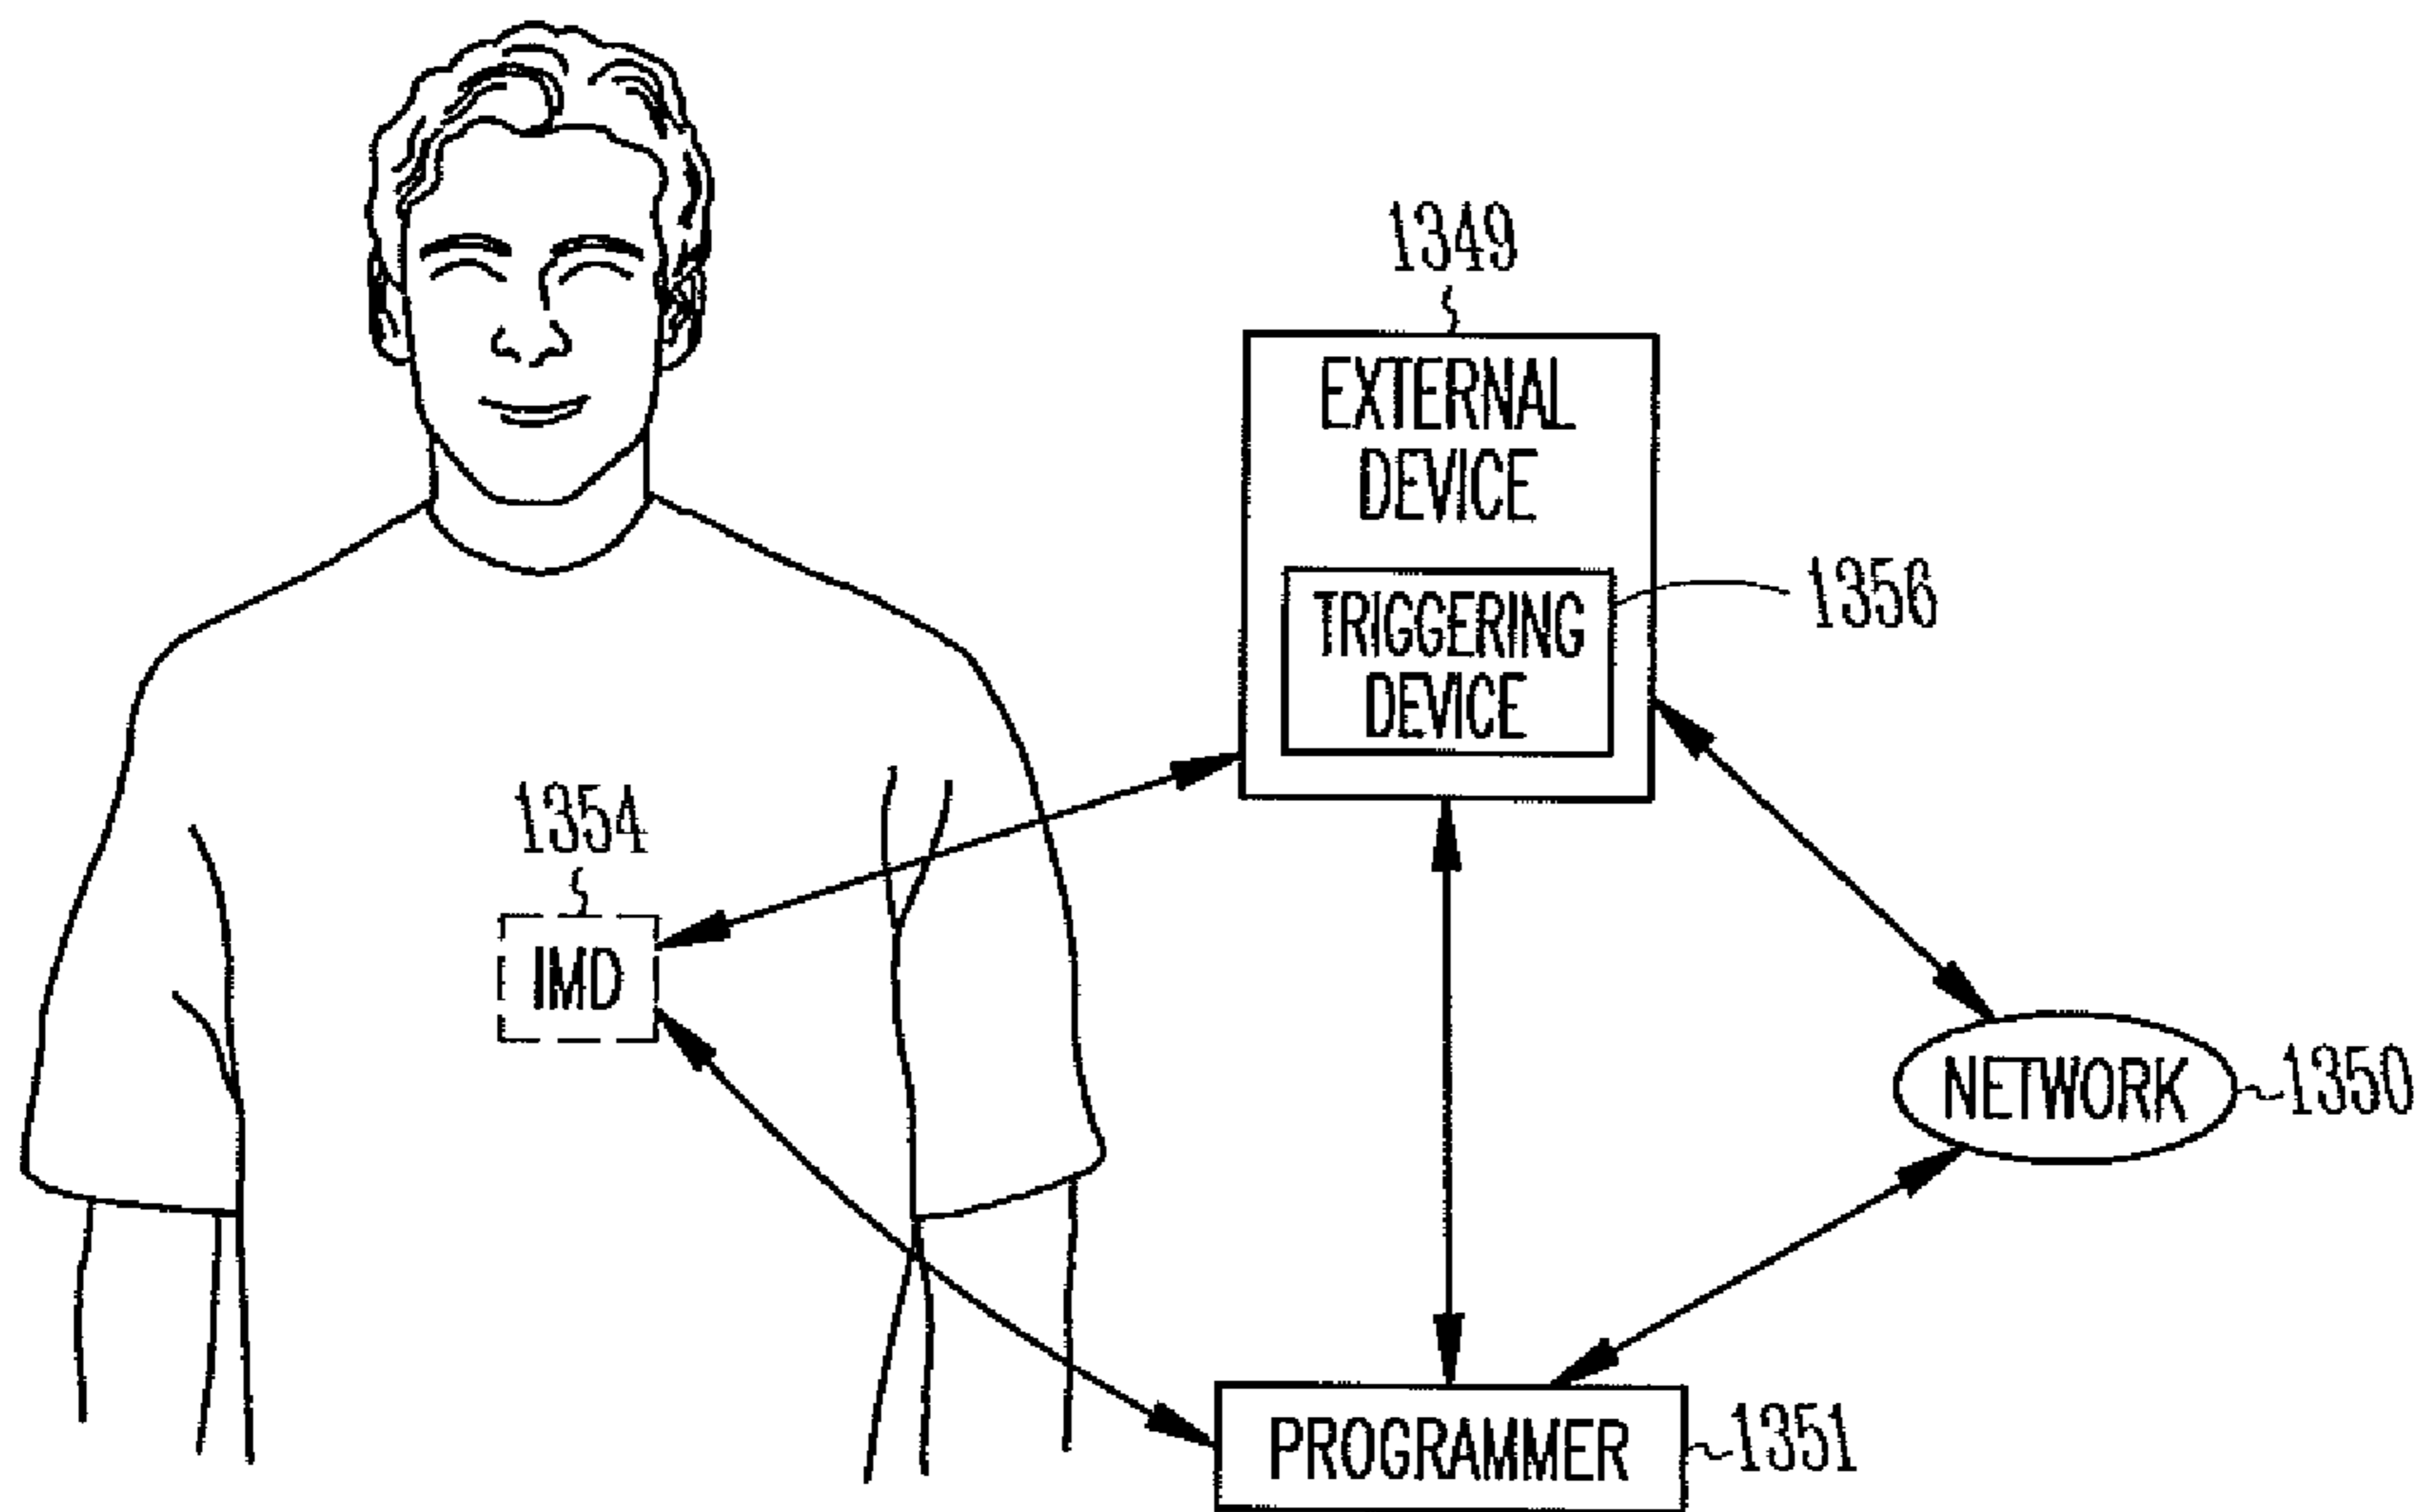 1349
EXTERNAL
DEVICE
TRIGGERING
DEVICE
1356
1354
IMD
NETWORK
1350
PROGRAMMER
1351